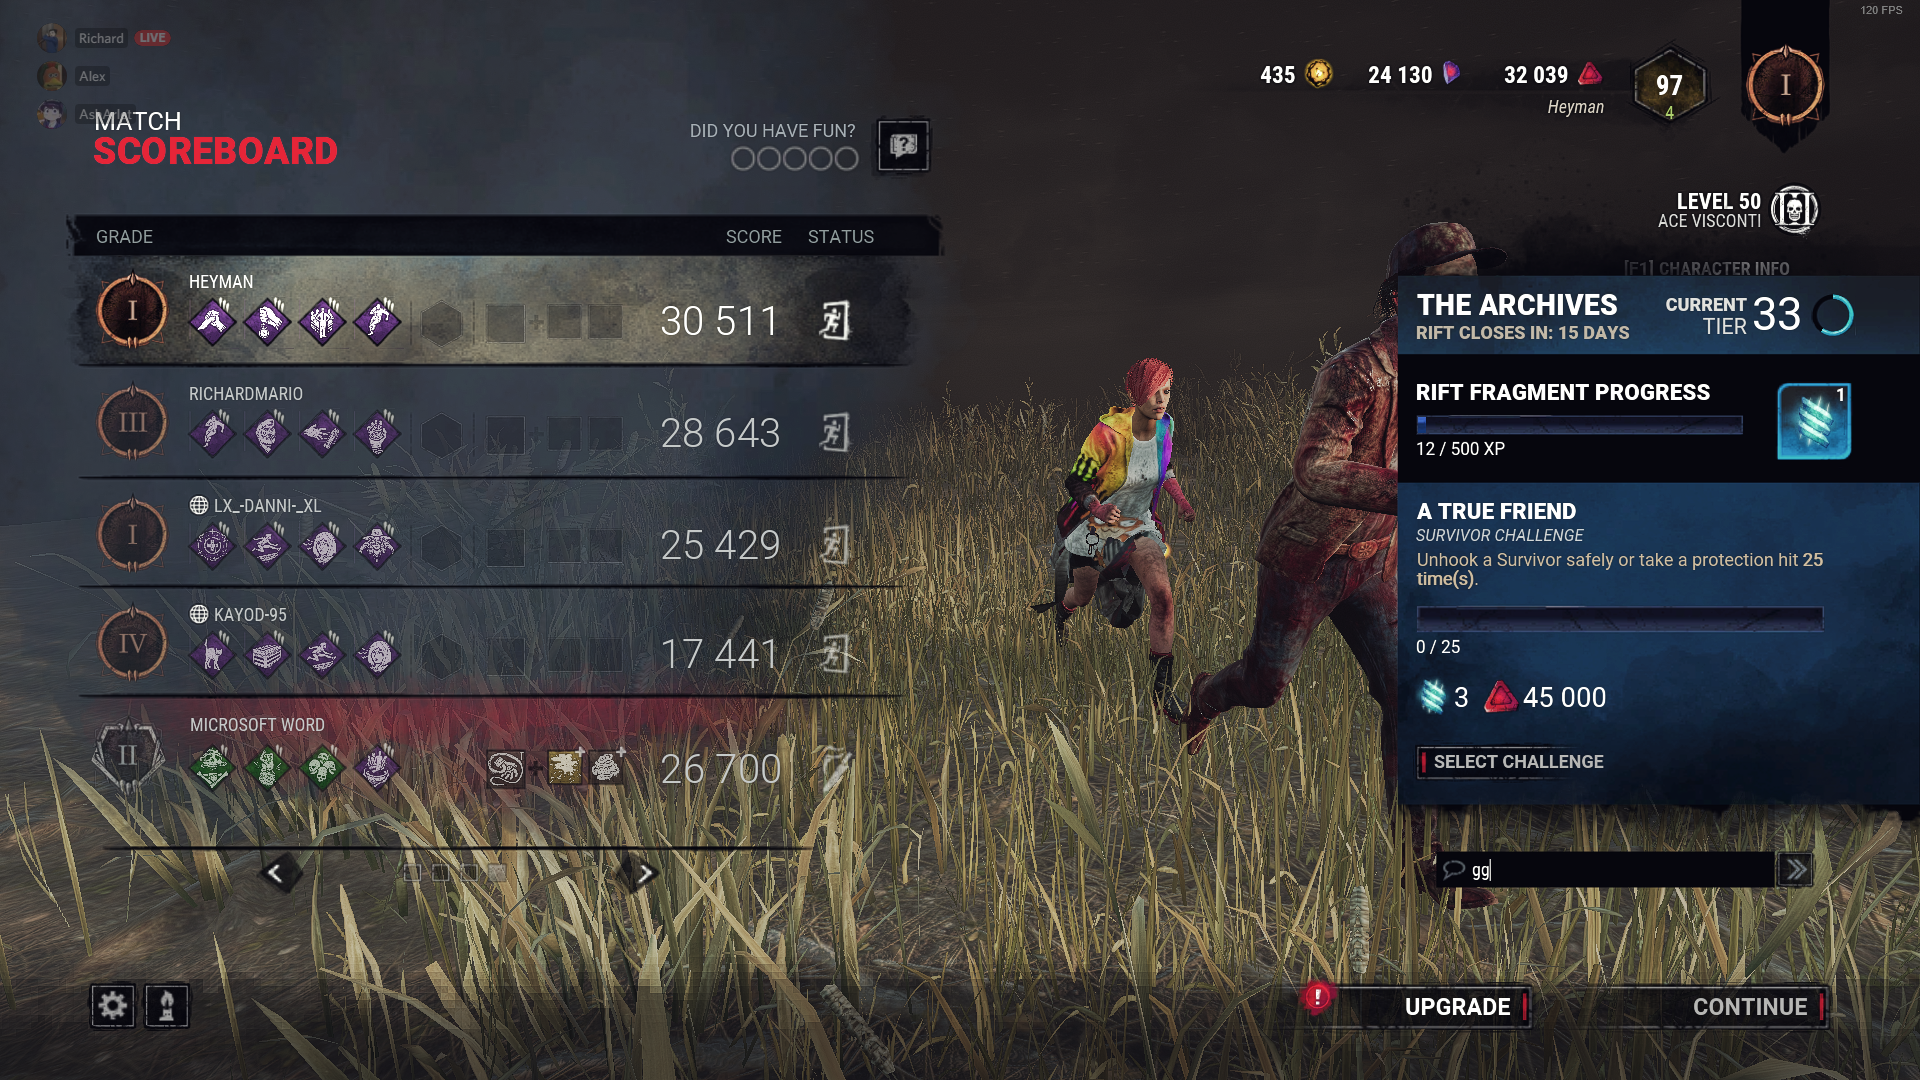 120 FPS
Richard LIVE
Alex
435 24 130 32 039
Heyman
97
4
I
MATCH
SCOREBOARD
DID YOU HAVE FUN?
LEVEL 50
ACE VISCONTI
III
[F1] CHARACTER INFO
GRADE SCORE STATUS
I HEYMAN 30 511
III RICHARDMARIO 28 643
I LX_-DANNI-_XL 25 429
IV KAYOD-95 17 441
II MICROSOFT WORD 26 700
THE ARCHIVES
RIFT CLOSES IN: 15 DAYS
CURRENT
TIER 33
RIFT FRAGMENT PROGRESS
1
12 / 500 XP
A TRUE FRIEND
SURVIVOR CHALLENGE
Unhook a Survivor safely or take a protection hit 25
time(s).
0 / 25
3 45 000
SELECT CHALLENGE
gg
UPGRADE
CONTINUE